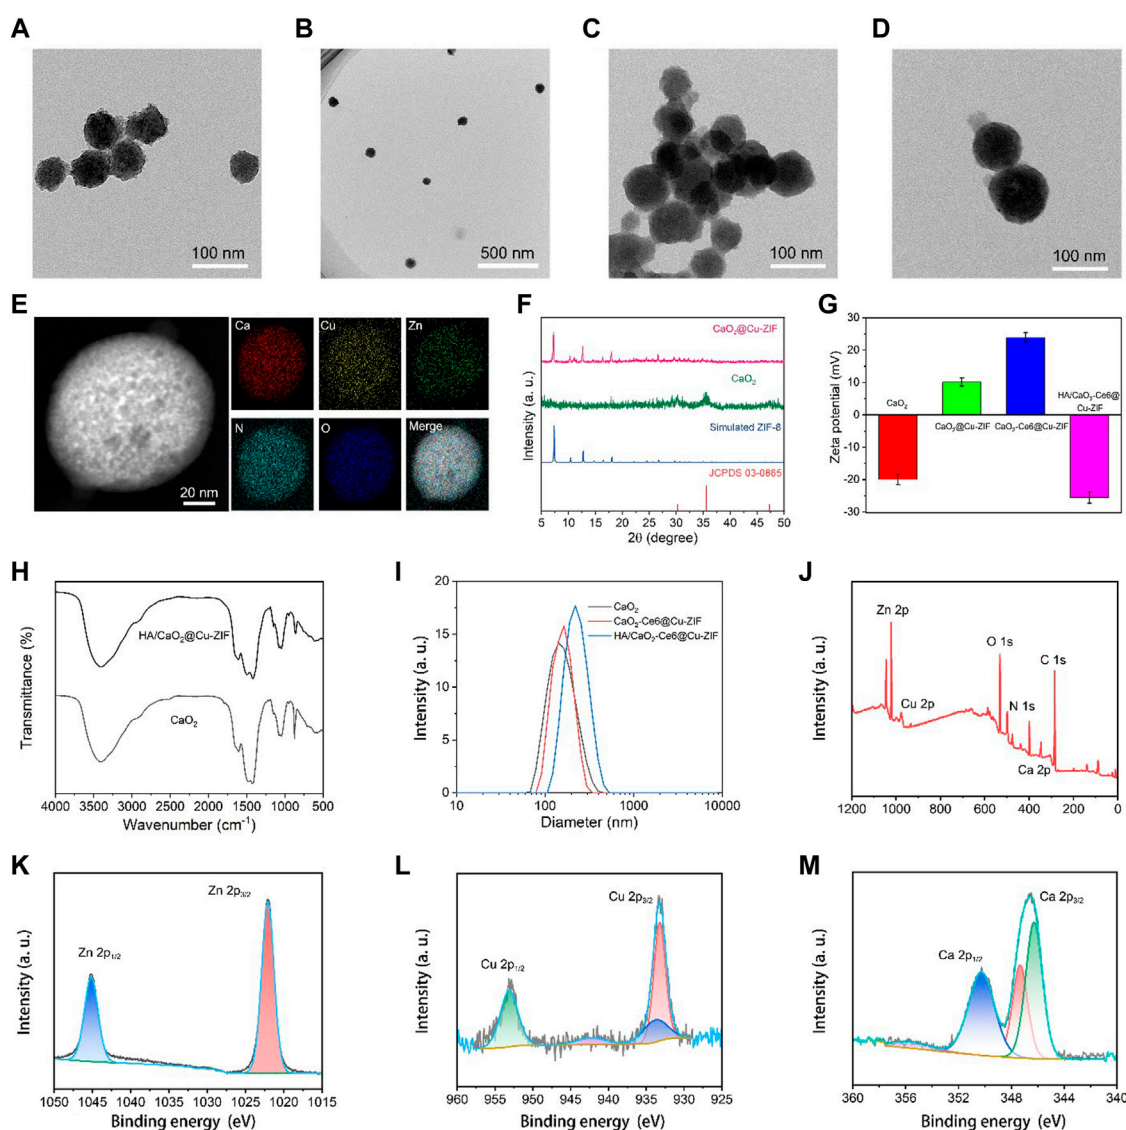 A
B
C
D
100 nm
500 nm
100 nm
100 nm
E
Ca
Cu
Zn
N
O
Merge
20 nm
F
CaO₂@Cu-ZIF
CaO₂
Simulated ZIF-8
JCPDS 03-0865
Intensity (a. u.)
5 10 15 20 25 30 35 40 45 50
2θ (degree)
G
30
20
10
0
-10
-20
-30
Zeta potential (mV)
CaO₂
CaO₂@Cu-ZIF
CaO₂-Ce6@Cu-ZIF
HA/CaO₂-Ce6@
Cu-ZIF
H
HA/CaO₂@Cu-ZIF
CaO₂
Transmittance (%)
4000 3500 3000 2500 2000 1500 1000 500
Wavenumber (cm⁻¹)
I
20
15
10
5
0
Intensity (a. u.)
CaO₂
CaO₂-Ce6@Cu-ZIF
HA/CaO₂-Ce6@Cu-ZIF
10 100 1000 10000
Diameter (nm)
J
Zn 2p
Cu 2p
O 1s
N 1s
C 1s
Ca 2p
Intensity (a. u.)
1200 1000 800 600 400 200 0
Binding energy (eV)
K
Zn 2p₃/₂
Zn 2p₁/₂
Intensity (a. u.)
1050 1045 1040 1035 1030 1025 1020 1015
Binding energy (eV)
L
Cu 2p₃/₂
Cu 2p₁/₂
Intensity (a. u.)
960 955 950 945 940 935 930 925
Binding energy (eV)
M
Ca 2p₃/₂
Ca 2p₁/₂
Intensity (a. u.)
360 356 352 348 344 340
Binding energy (eV)